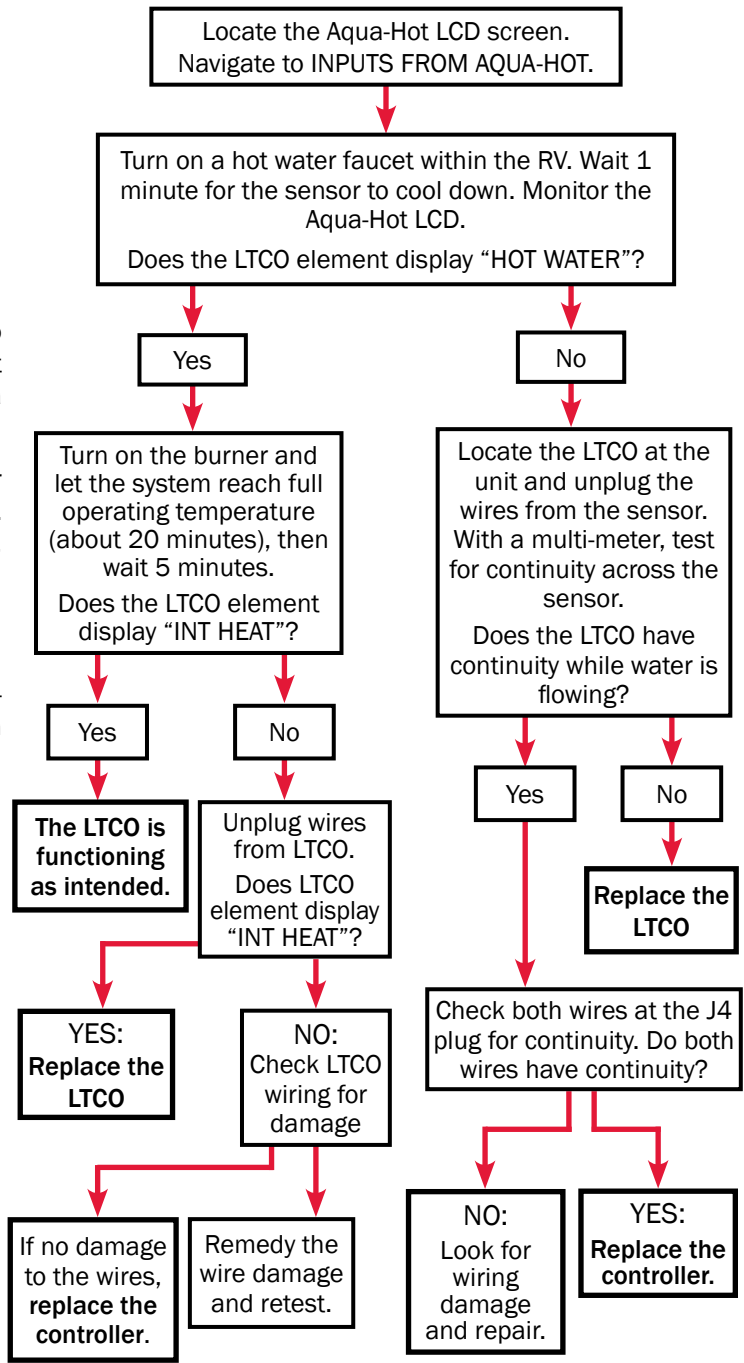 Locate the Aqua-Hot LCD screen.
Navigate to INPUTS FROM AQUA-HOT.
Turn on a hot water faucet within the RV. Wait 1
minute for the sensor to cool down. Monitor the
Aqua-Hot LCD.
Does the LTCO element display “HOT WATER”?
Yes
No
Turn on the burner and
let the system reach full
operating temperature
(about 20 minutes), then
wait 5 minutes.
Does the LTCO element
display “INT HEAT”?
Locate the LTCO at the
unit and unplug the
wires from the sensor.
With a multi-meter, test
for continuity across the
sensor.
Does the LTCO have
continuity while water is
flowing?
Yes
No
Yes
No
The LTCO is
functioning
as intended.
Unplug wires
from LTCO.
Does LTCO
element display
“INT HEAT”?
Replace the
LTCO
YES:
Replace the
LTCO
NO:
Check LTCO
wiring for
damage
Check both wires at the J4
plug for continuity. Do both
wires have continuity?
If no damage
to the wires,
replace the
controller.
Remedy the
wire damage
and retest.
NO:
Look for
wiring
damage
and repair.
YES:
Replace the
controller.